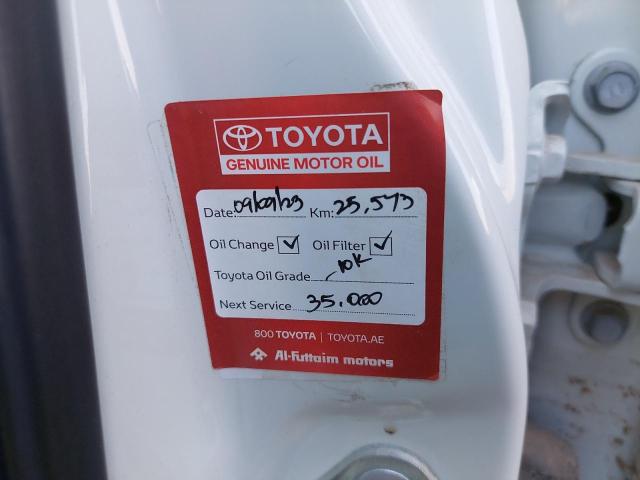 TOYOTA
GENUINE MOTOR OIL
Date: 09/09/23 Km: 25,573
Oil Change ✓ Oil Filter ✓
Toyota Oil Grade 10K
Next Service 35,000
800 TOYOTA | TOYOTA.AE
Al-Futtaim motors